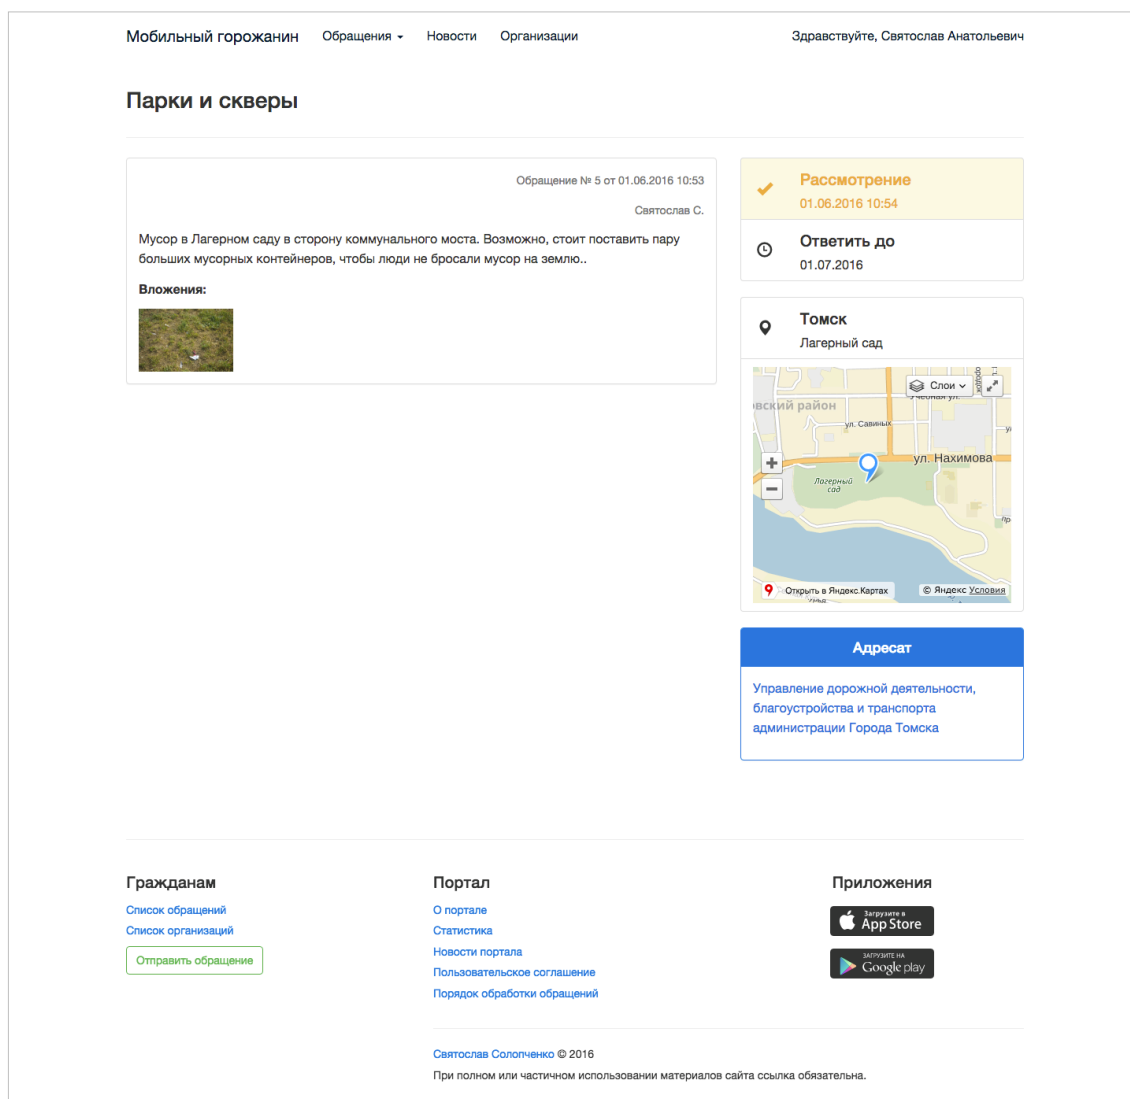 Мобильный горожанин Обращения Новости Организации Здравствуйте, Святослав Анатольевич
Парки и скверы
Обращение № 5 от 01.06.2016 10:53
Святослав С.
Мусор в Лагерном саду в сторону коммунального моста. Возможно, стоит поставить пару
больших мусорных контейнеров, чтобы люди не бросали мусор на землю..
Вложения:
Рассмотрение
01.06.2016 10:54
Ответить до
01.07.2016
Томск
Лагерный сад
Слои
Учебная ул.
вский район
ул. Савиных
ул. Нахимова
Лагерный
сад
пр
Открыть в Яндекс.Картах
© Яндекс Условия
Адресат
Управление дорожной деятельности,
благоустройства и транспорта
администрации Города Томска
Гражданам
Список обращений
Список организаций
Отправить обращение
Портал
О портале
Статистика
Новости портала
Пользовательское соглашение
Порядок обработки обращений
Приложения
Загрузите в
App Store
ЗАГРУЗИТЕ НА
Google play
Святослав Солопченко © 2016
При полном или частичном использовании материалов сайта ссылка обязательна.